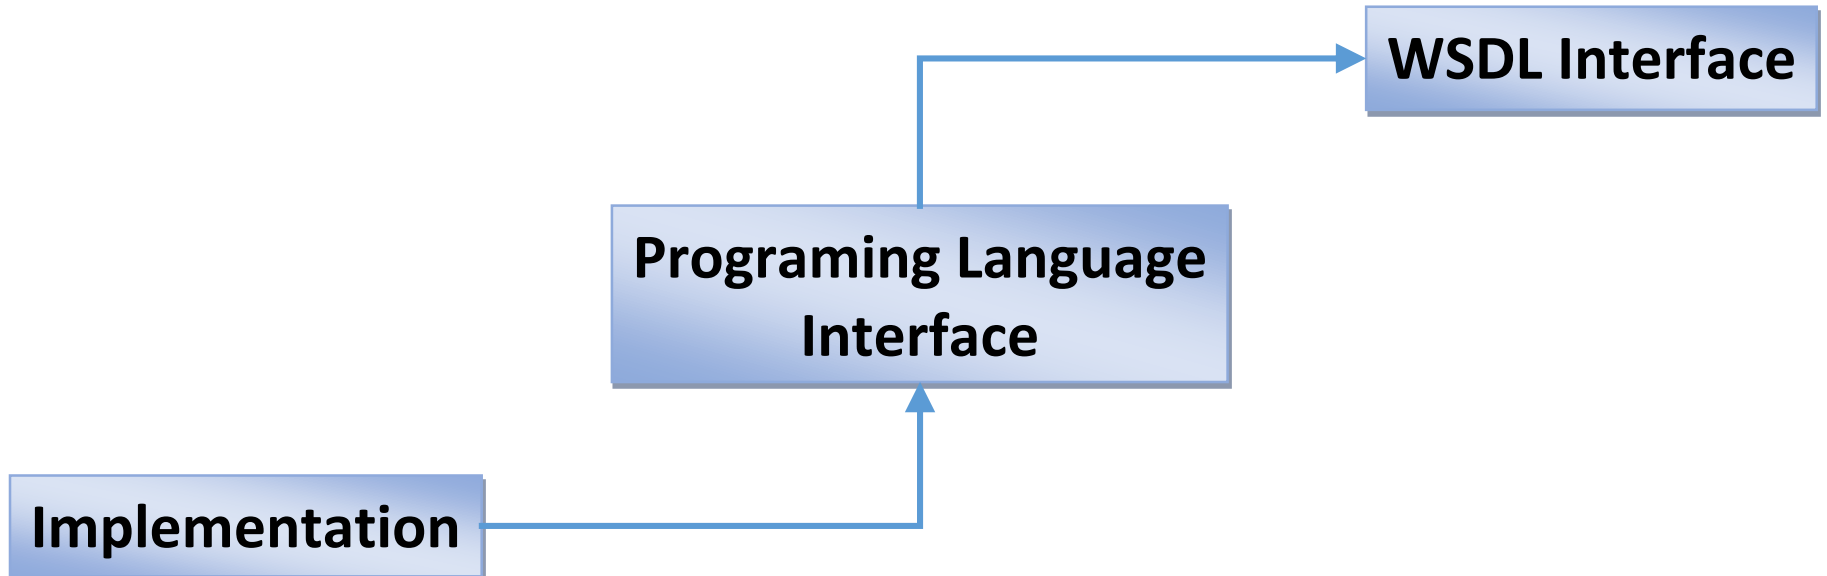 WSDL Interface
Programing Language
Interface
Implementation